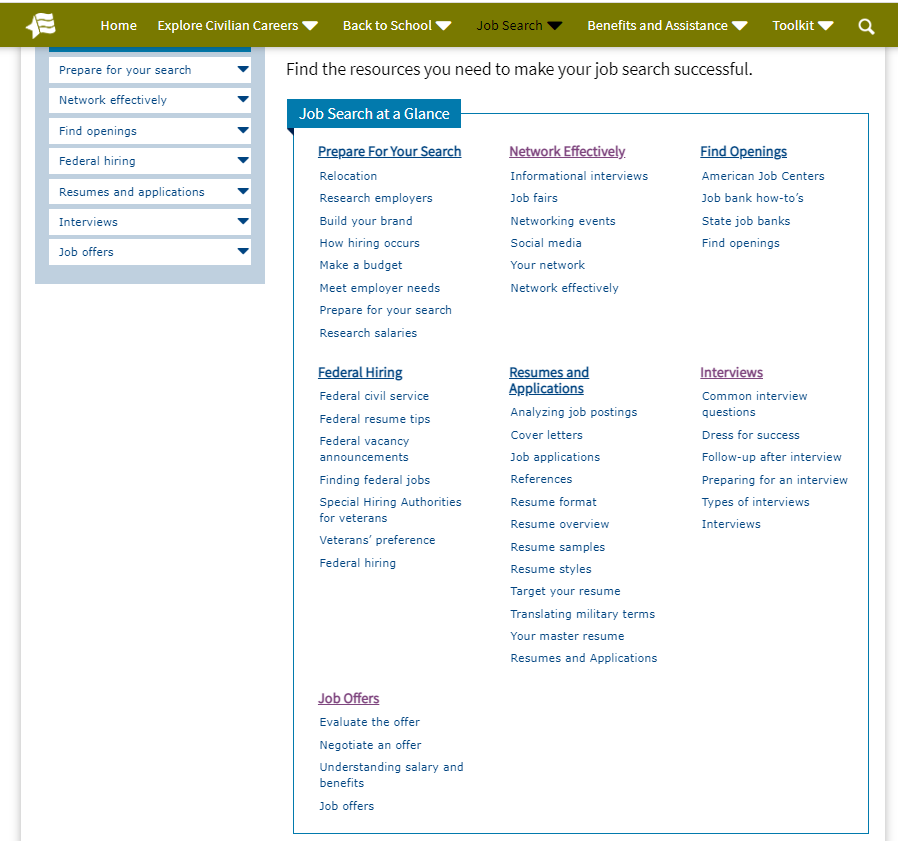 Home
Explore Civilian Careers
Back to School
Job Search
Benefits and Assistance
Toolkit
Prepare for your search
Network effectively
Find openings
Federal hiring
Resumes and applications
Interviews
Job offers
Find the resources you need to make your job search successful.
Job Search at a Glance
Prepare For Your Search
Relocation
Research employers
Build your brand
How hiring occurs
Make a budget
Meet employer needs
Prepare for your search
Research salaries
Network Effectively
Informational interviews
Job fairs
Networking events
Social media
Your network
Network effectively
Find Openings
American Job Centers
Job bank how-to’s
State job banks
Find openings
Federal Hiring
Federal civil service
Federal resume tips
Federal vacancy
announcements
Finding federal jobs
Special Hiring Authorities
for veterans
Veterans’ preference
Federal hiring
Resumes and
Applications
Analyzing job postings
Cover letters
Job applications
References
Resume format
Resume overview
Resume samples
Resume styles
Target your resume
Translating military terms
Your master resume
Resumes and Applications
Interviews
Common interview
questions
Dress for success
Follow-up after interview
Preparing for an interview
Types of interviews
Interviews
Job Offers
Evaluate the offer
Negotiate an offer
Understanding salary and
benefits
Job offers